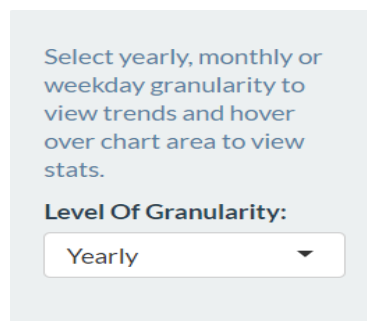 Select yearly, monthly or
weekday granularity to
view trends and hover
over chart area to view
stats.
Level Of Granularity:
Yearly